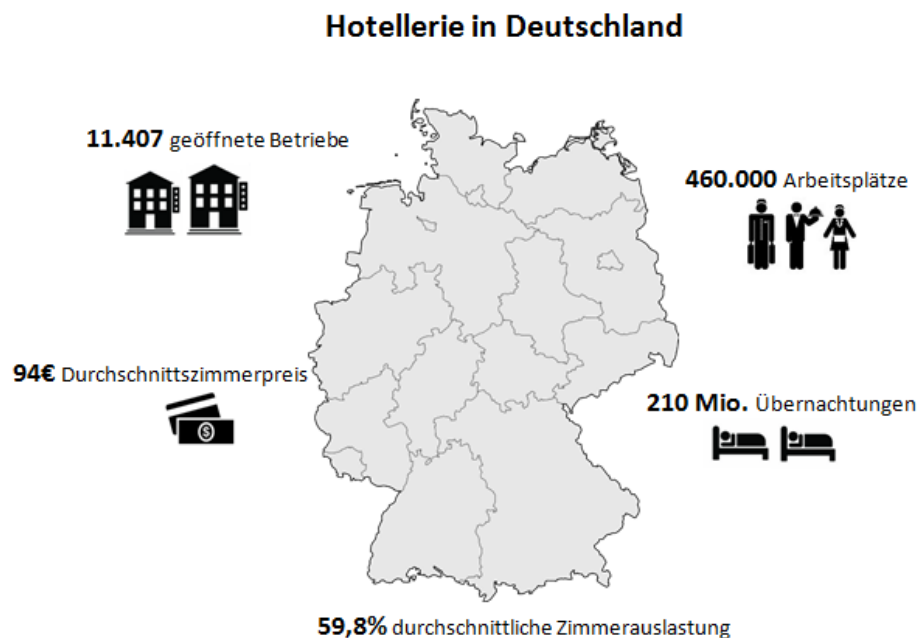 Hotellerie in Deutschland
11.407 geöffnete Betriebe
460.000 Arbeitsplätze
94€ Durchschnittszimmerpreis
$
210 Mio. Übernachtungen
59,8% durchschnittliche Zimmerauslastung